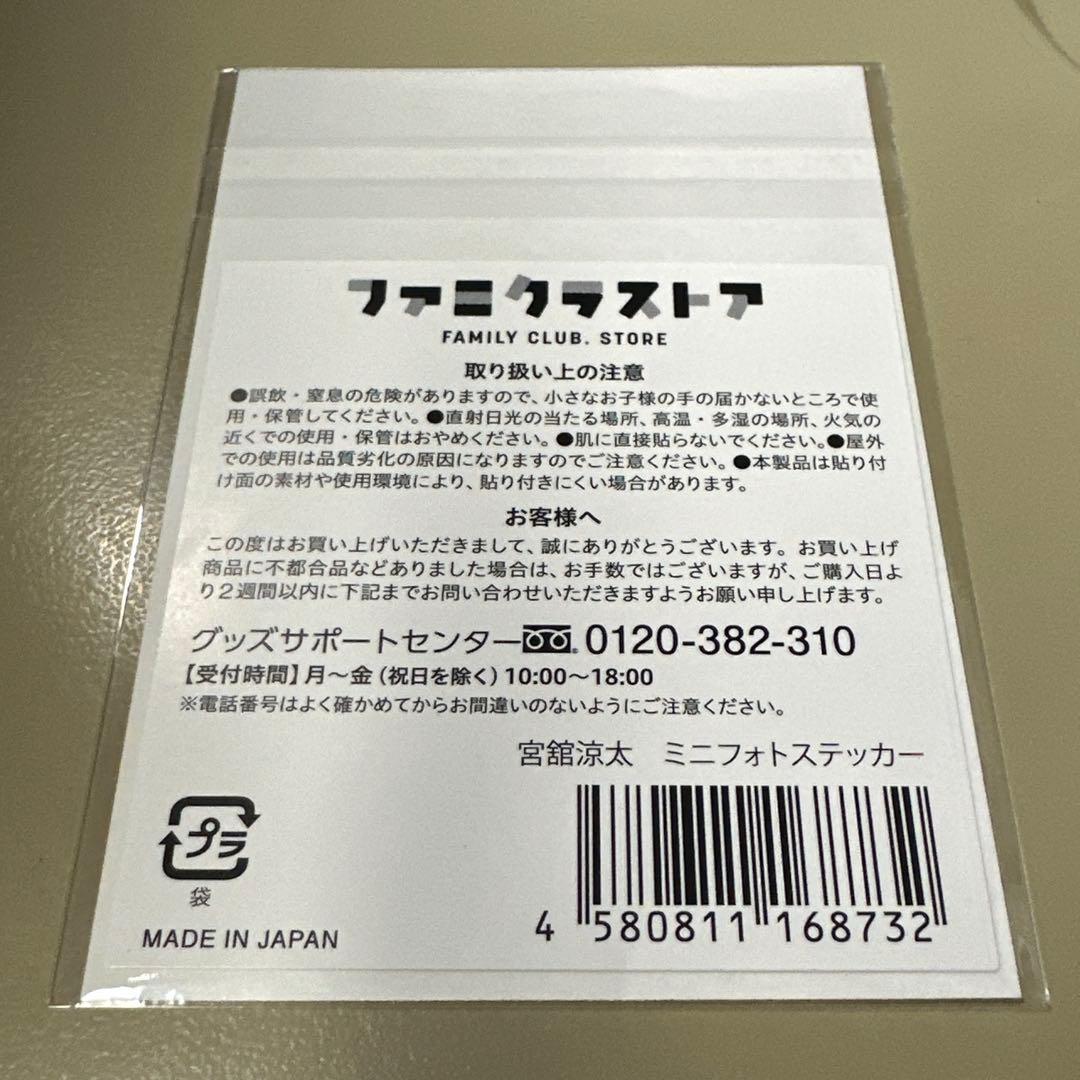 ファミクラストア
FAMILY CLUB. STORE
取り扱い上の注意
●誤飲・窒息の危険がありますので、小さなお子様の手の届かないところで使
用・保管してください。●直射日光の当たる場所、高温・多湿の場所、火気の
近くでの使用・保管はおやめください。●肌に直接貼らないでください。●屋外
での使用は品質劣化の原因になりますのでご注意ください。●本製品は貼り付
け面の素材や使用環境により、貼り付きにくい場合があります。
お客様へ
この度はお買い上げいただきまして、誠にありがとうございます。お買い上げ
商品に不都合品などありました場合は、お手数ではございますが、ご購入日よ
り2週間以内に下記までお問い合わせいただきますようお願い申し上げます。
グッズサポートセンター 0120-382-310
【受付時間】月〜金（祝日を除く）10:00〜18:00
※電話番号はよく確かめてからお間違いのないようにご注意ください。
宮舘涼太　ミニフォトステッカー
プラ
袋
MADE IN JAPAN
4 580811 168732